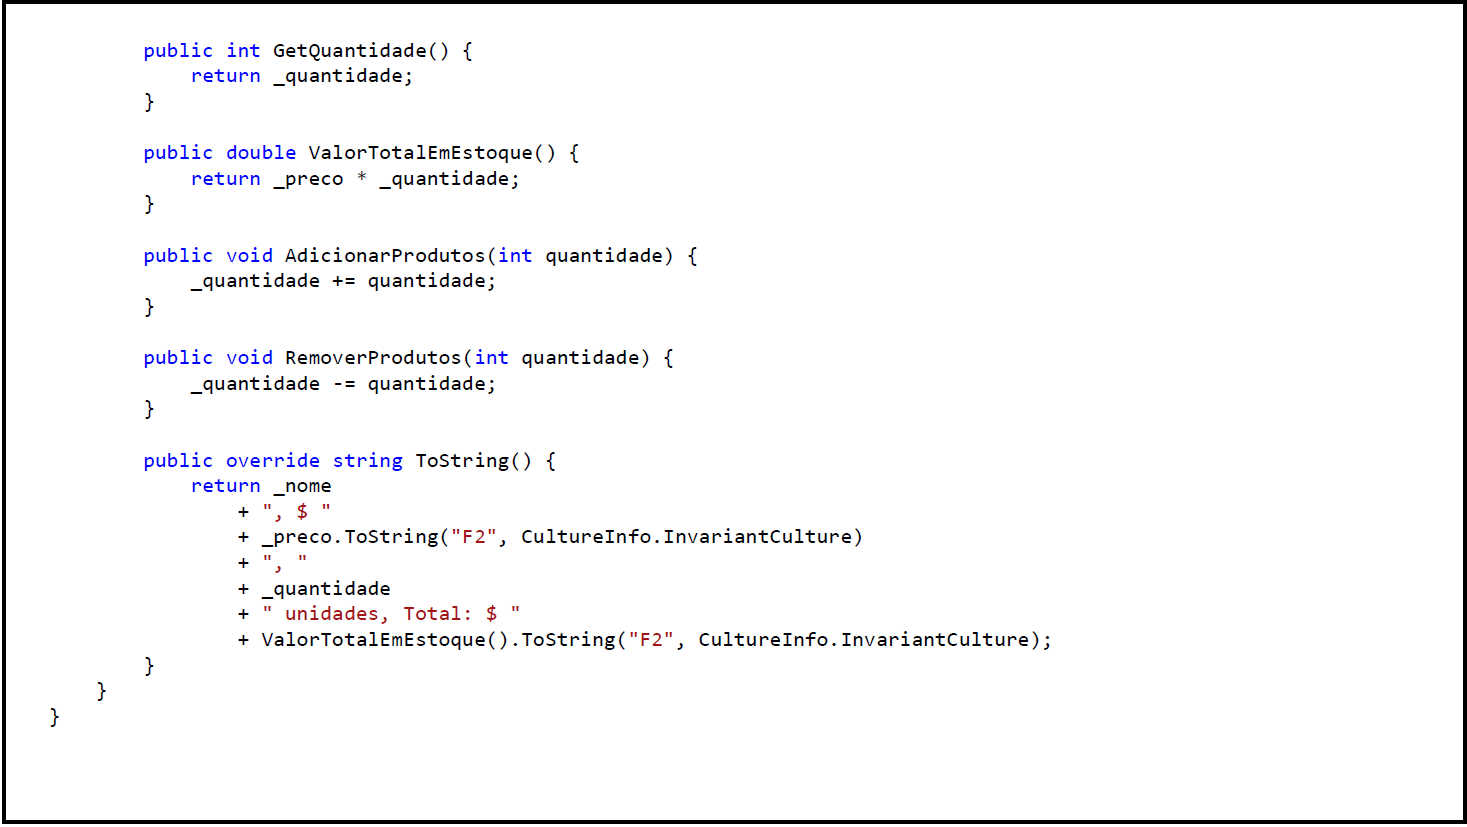 public int GetQuantidade() {
return _quantidade;
}
public double ValorTotalEmEstoque() {
return _preco * _quantidade;
}
public void AdicionarProdutos(int quantidade) {
_quantidade += quantidade;
}
public void RemoverProdutos(int quantidade) {
_quantidade -= quantidade;
}
public override string ToString() {
return _nome
+ ", $ "
+ _preco.ToString("F2", CultureInfo.InvariantCulture)
+ ", "
+ _quantidade
+ " unidades, Total: $ "
+ ValorTotalEmEstoque().ToString("F2", CultureInfo.InvariantCulture);
}
}
}